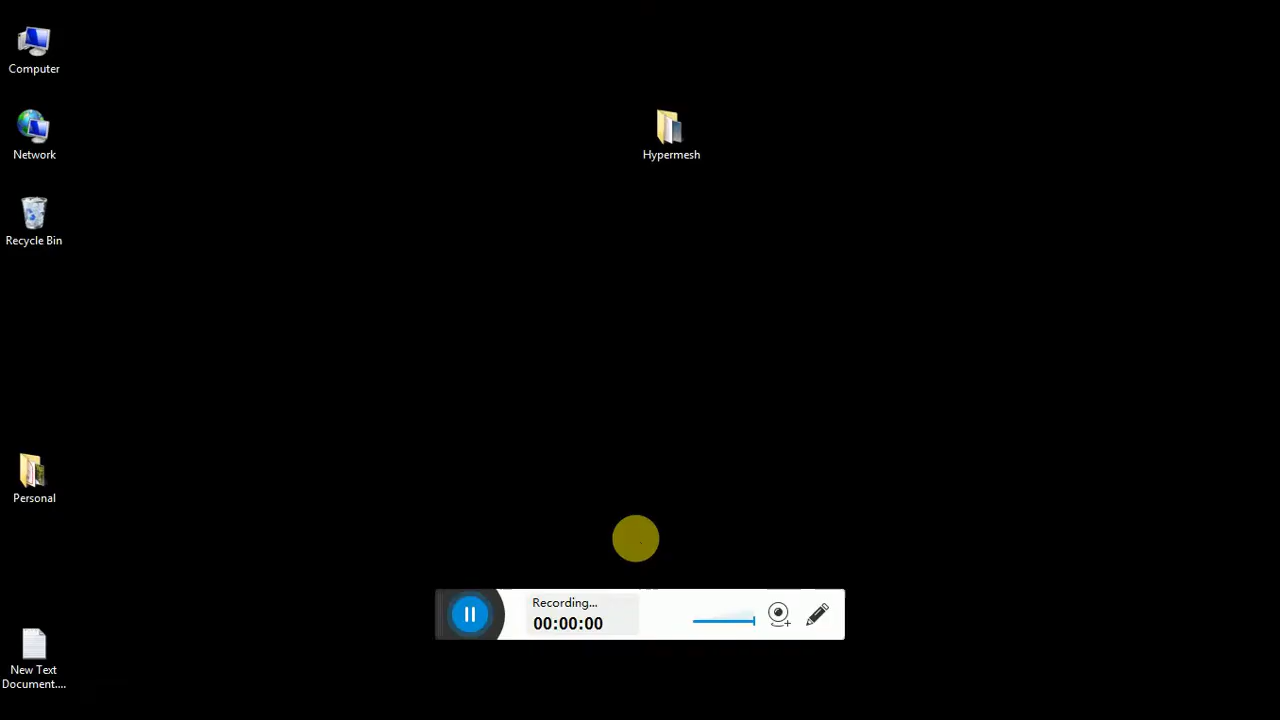 Computer
Hypermesh
Network
Recycle Bin
Personal
Recording...
00:00:00
New Text
Document....